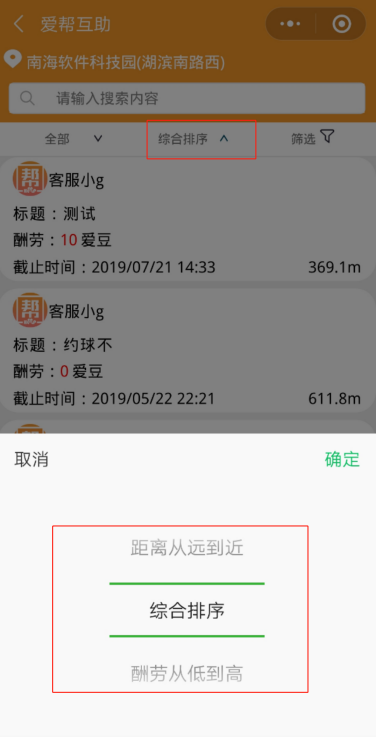 爱帮互助
南海软件科技园(湖滨南路西)
请输入搜索内容
全部 综合排序 筛选
帮 客服小g
标题：测试
酬劳：10 爱豆
截止时间：2019/07/21 14:33 369.1m
帮 客服小g
标题：约球不
酬劳：0 爱豆
截止时间：2019/05/22 22:21 611.8m
取消 确定
距离从远到近
综合排序
酬劳从低到高